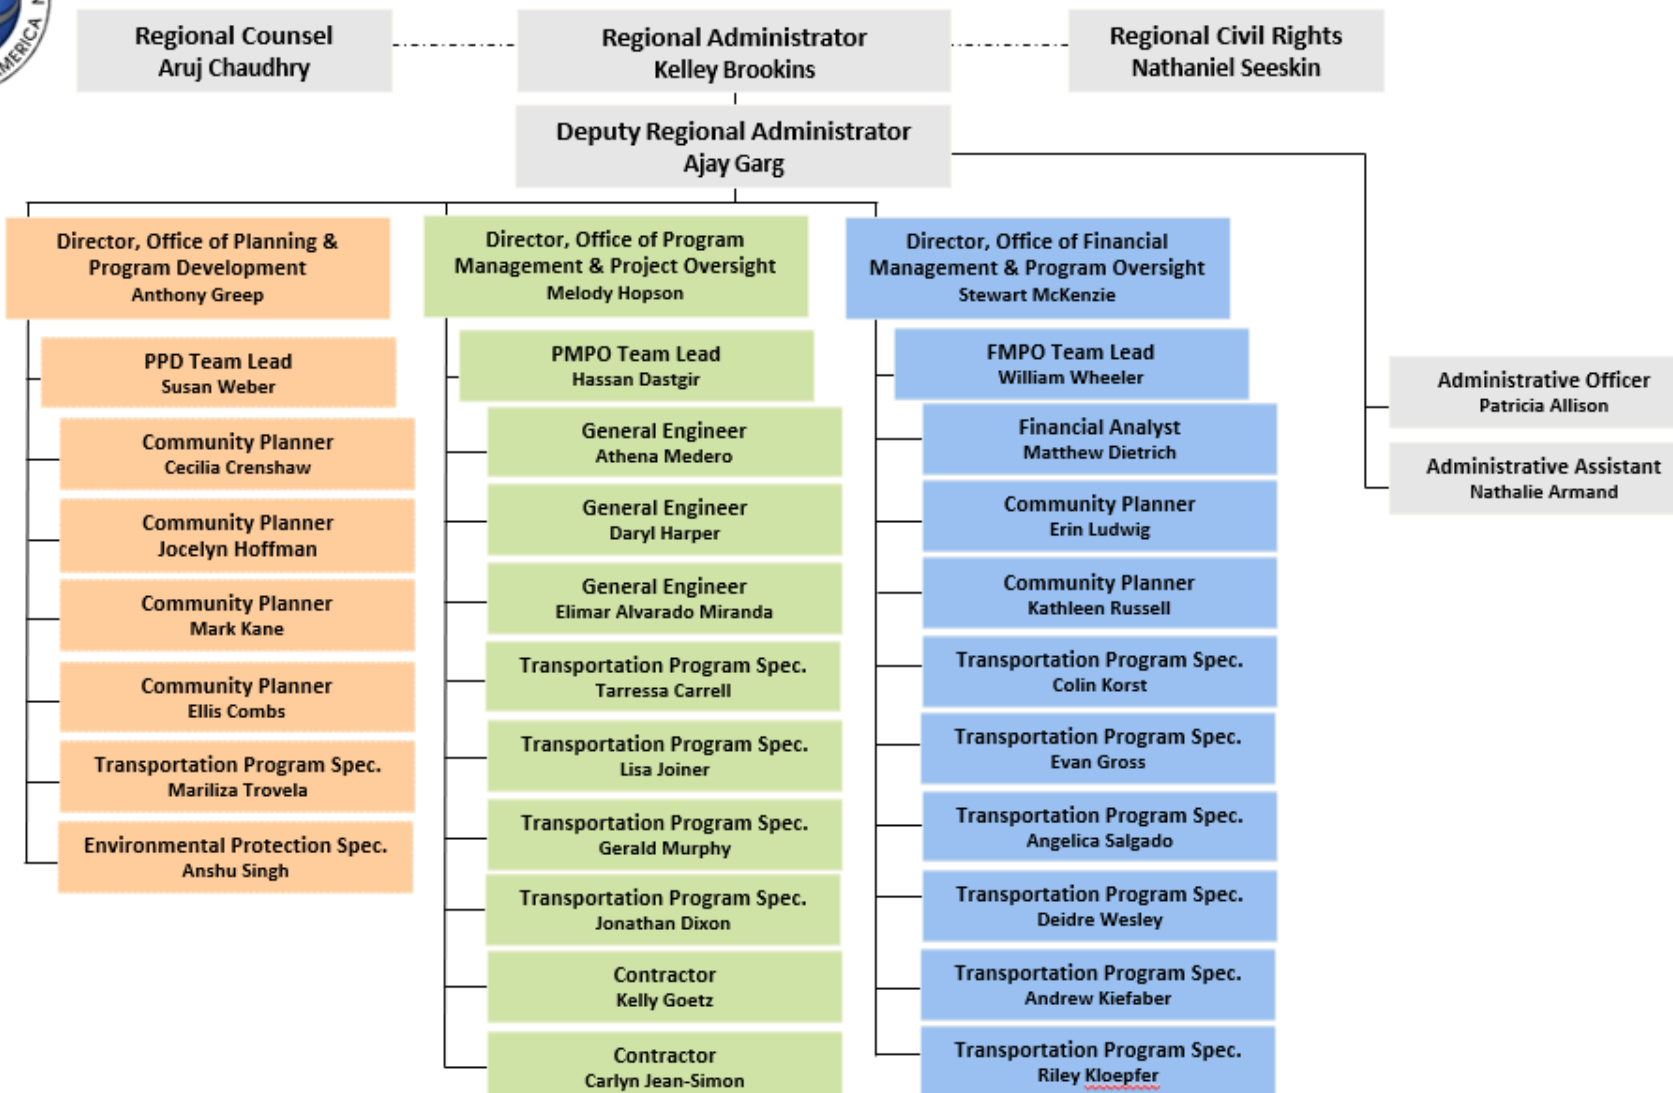 AMERICA
Regional Counsel
Aruj Chaudhry
Regional Administrator
Kelley Brookins
Regional Civil Rights
Nathaniel Seeskin
Deputy Regional Administrator
Ajay Garg
Director, Office of Planning &
Program Development
Anthony Greep
PPD Team Lead
Susan Weber
Community Planner
Cecilia Crenshaw
Community Planner
Jocelyn Hoffman
Community Planner
Mark Kane
Community Planner
Ellis Combs
Transportation Program Spec.
Mariliza Trovela
Environmental Protection Spec.
Anshu Singh
Director, Office of Program
Management & Project Oversight
Melody Hopson
PMPO Team Lead
Hassan Dastgir
General Engineer
Athena Medero
General Engineer
Daryl Harper
General Engineer
Elimar Alvarado Miranda
Transportation Program Spec.
Tarressa Carrell
Transportation Program Spec.
Lisa Joiner
Transportation Program Spec.
Gerald Murphy
Transportation Program Spec.
Jonathan Dixon
Contractor
Kelly Goetz
Contractor
Carlyn Jean-Simon
Director, Office of Financial
Management & Program Oversight
Stewart McKenzie
FMPO Team Lead
William Wheeler
Financial Analyst
Matthew Dietrich
Community Planner
Erin Ludwig
Community Planner
Kathleen Russell
Transportation Program Spec.
Colin Korst
Transportation Program Spec.
Evan Gross
Transportation Program Spec.
Angelica Salgado
Transportation Program Spec.
Deidre Wesley
Transportation Program Spec.
Andrew Kiefaber
Transportation Program Spec.
Riley Kloepfer
Administrative Officer
Patricia Allison
Administrative Assistant
Nathalie Armand